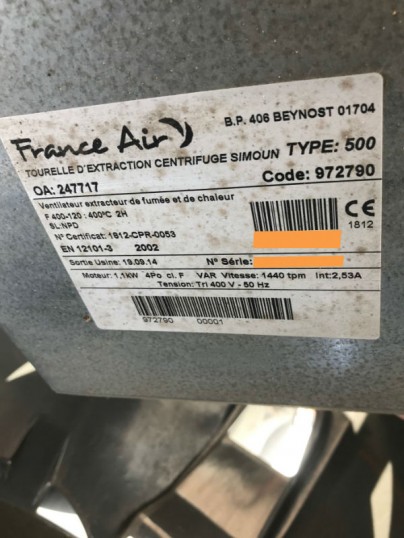 France Air
B.P. 406 BEYNOST 01704
TOURELLE D'EXTRACTION CENTRIFUGE SIMOUN TYPE: 500
OA: 247717 Code: 972790
Ventilateur extracteur de fumée et de chaleur
F 400-120 : 400°C 2H
SL:NPD
N° Certificat: 1812-CPR-0053
CE
1812
EN 12101-3 2002
Sortie Usine: 19.09.14 N° Série:
Moteur: 1,1kW 4Po cl. F VAR Vitesse: 1440 tpm Int:2,53A
Tension: Tri 400 V - 50 Hz
972790 00001